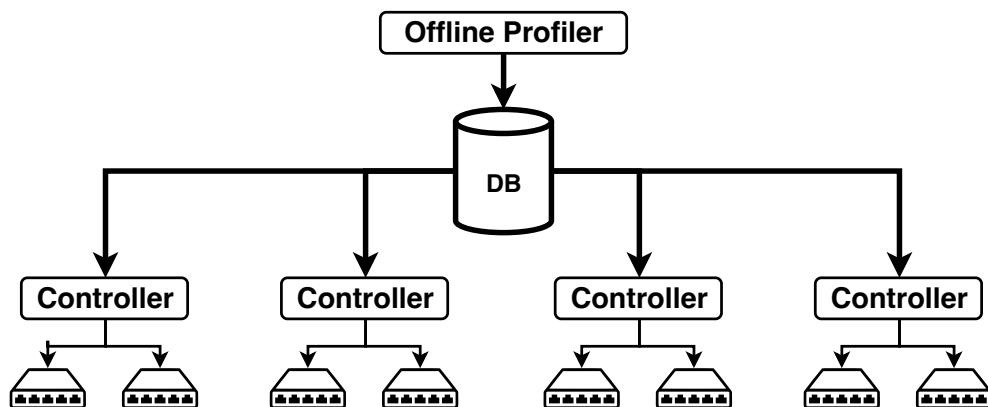 Offline Profiler
DB
Controller
Controller
Controller
Controller